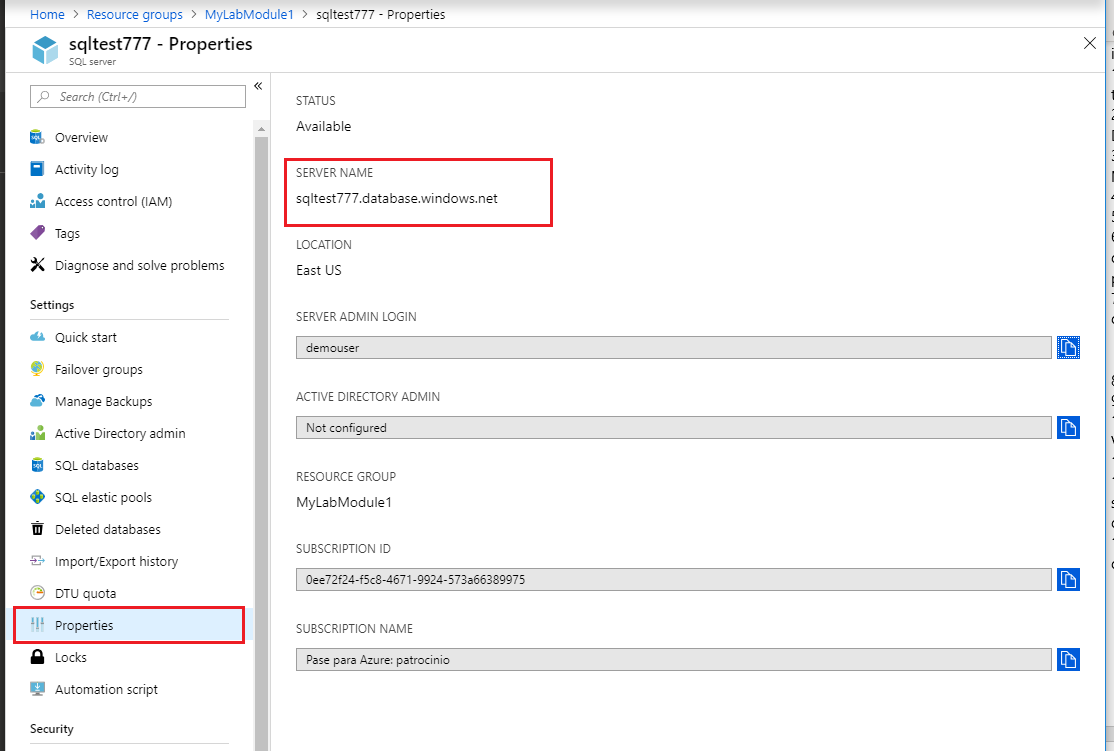 Home > Resource groups > MyLabModule1 > sqltest777 - Properties
sqltest777 - Properties
SQL server
Search (Ctrl+/)
«
Overview
Activity log
Access control (IAM)
Tags
Diagnose and solve problems
Settings
Quick start
Failover groups
Manage Backups
Active Directory admin
SQL databases
SQL elastic pools
Deleted databases
Import/Export history
DTU quota
Properties
Locks
Automation script
Security
STATUS
Available
SERVER NAME
sqltest777.database.windows.net
LOCATION
East US
SERVER ADMIN LOGIN
demouser
ACTIVE DIRECTORY ADMIN
Not configured
RESOURCE GROUP
MyLabModule1
SUBSCRIPTION ID
0ee72f24-f5c8-4671-9924-573a66389975
SUBSCRIPTION NAME
Pase para Azure: patrocinio